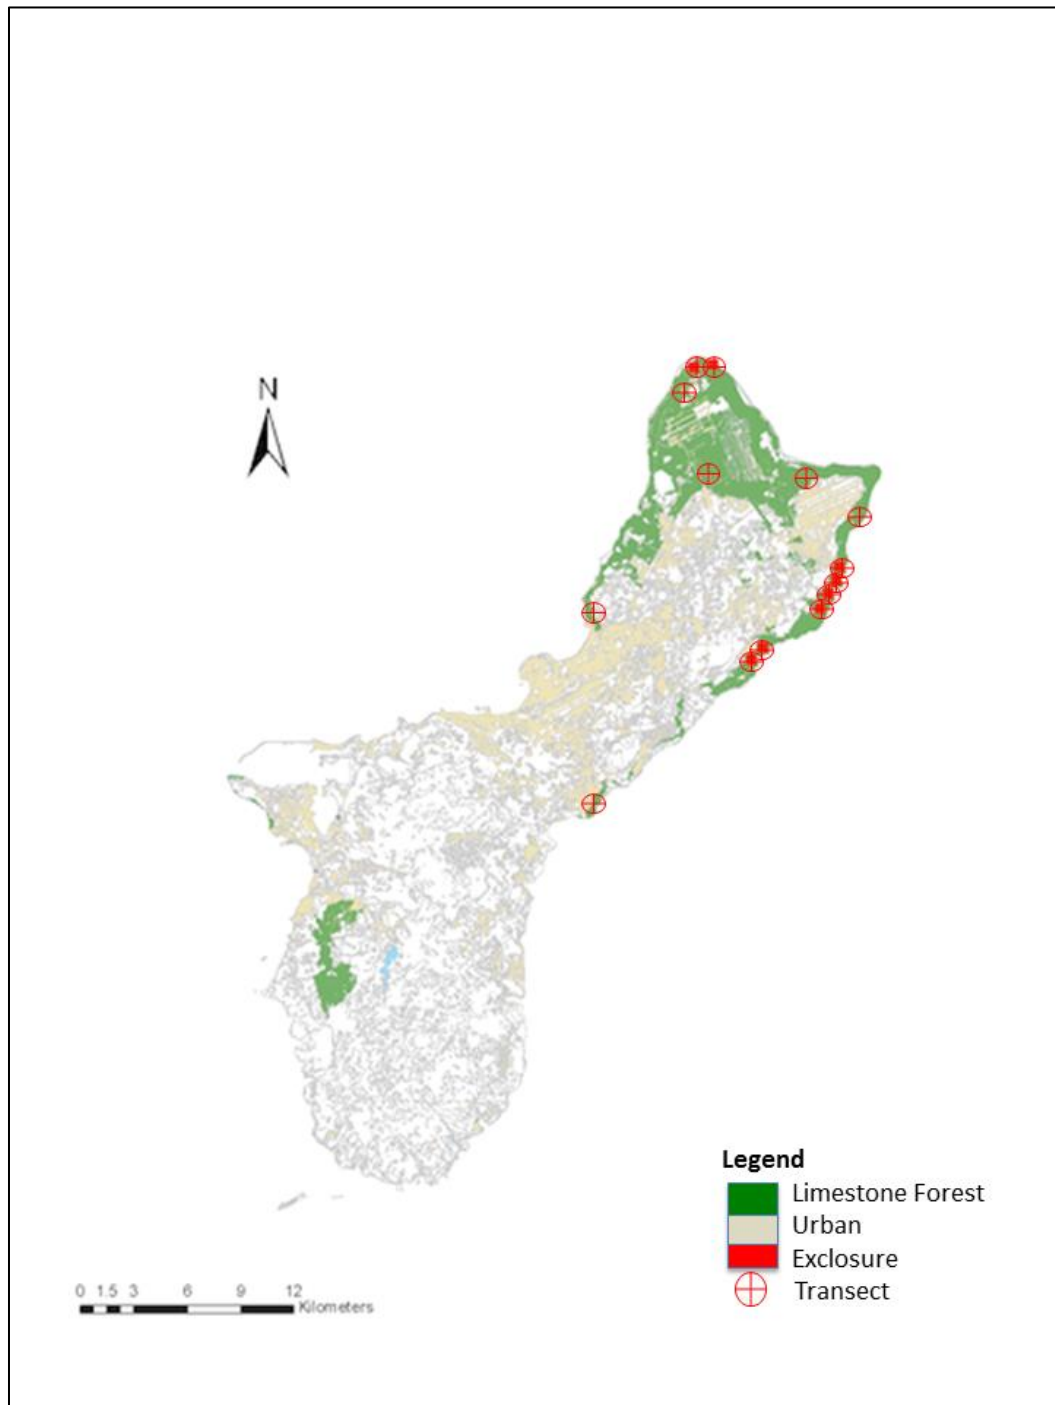 N
Legend
Limestone Forest
Urban
Exclosure
Transect
0 1.5 3 6 9 12
Kilometers